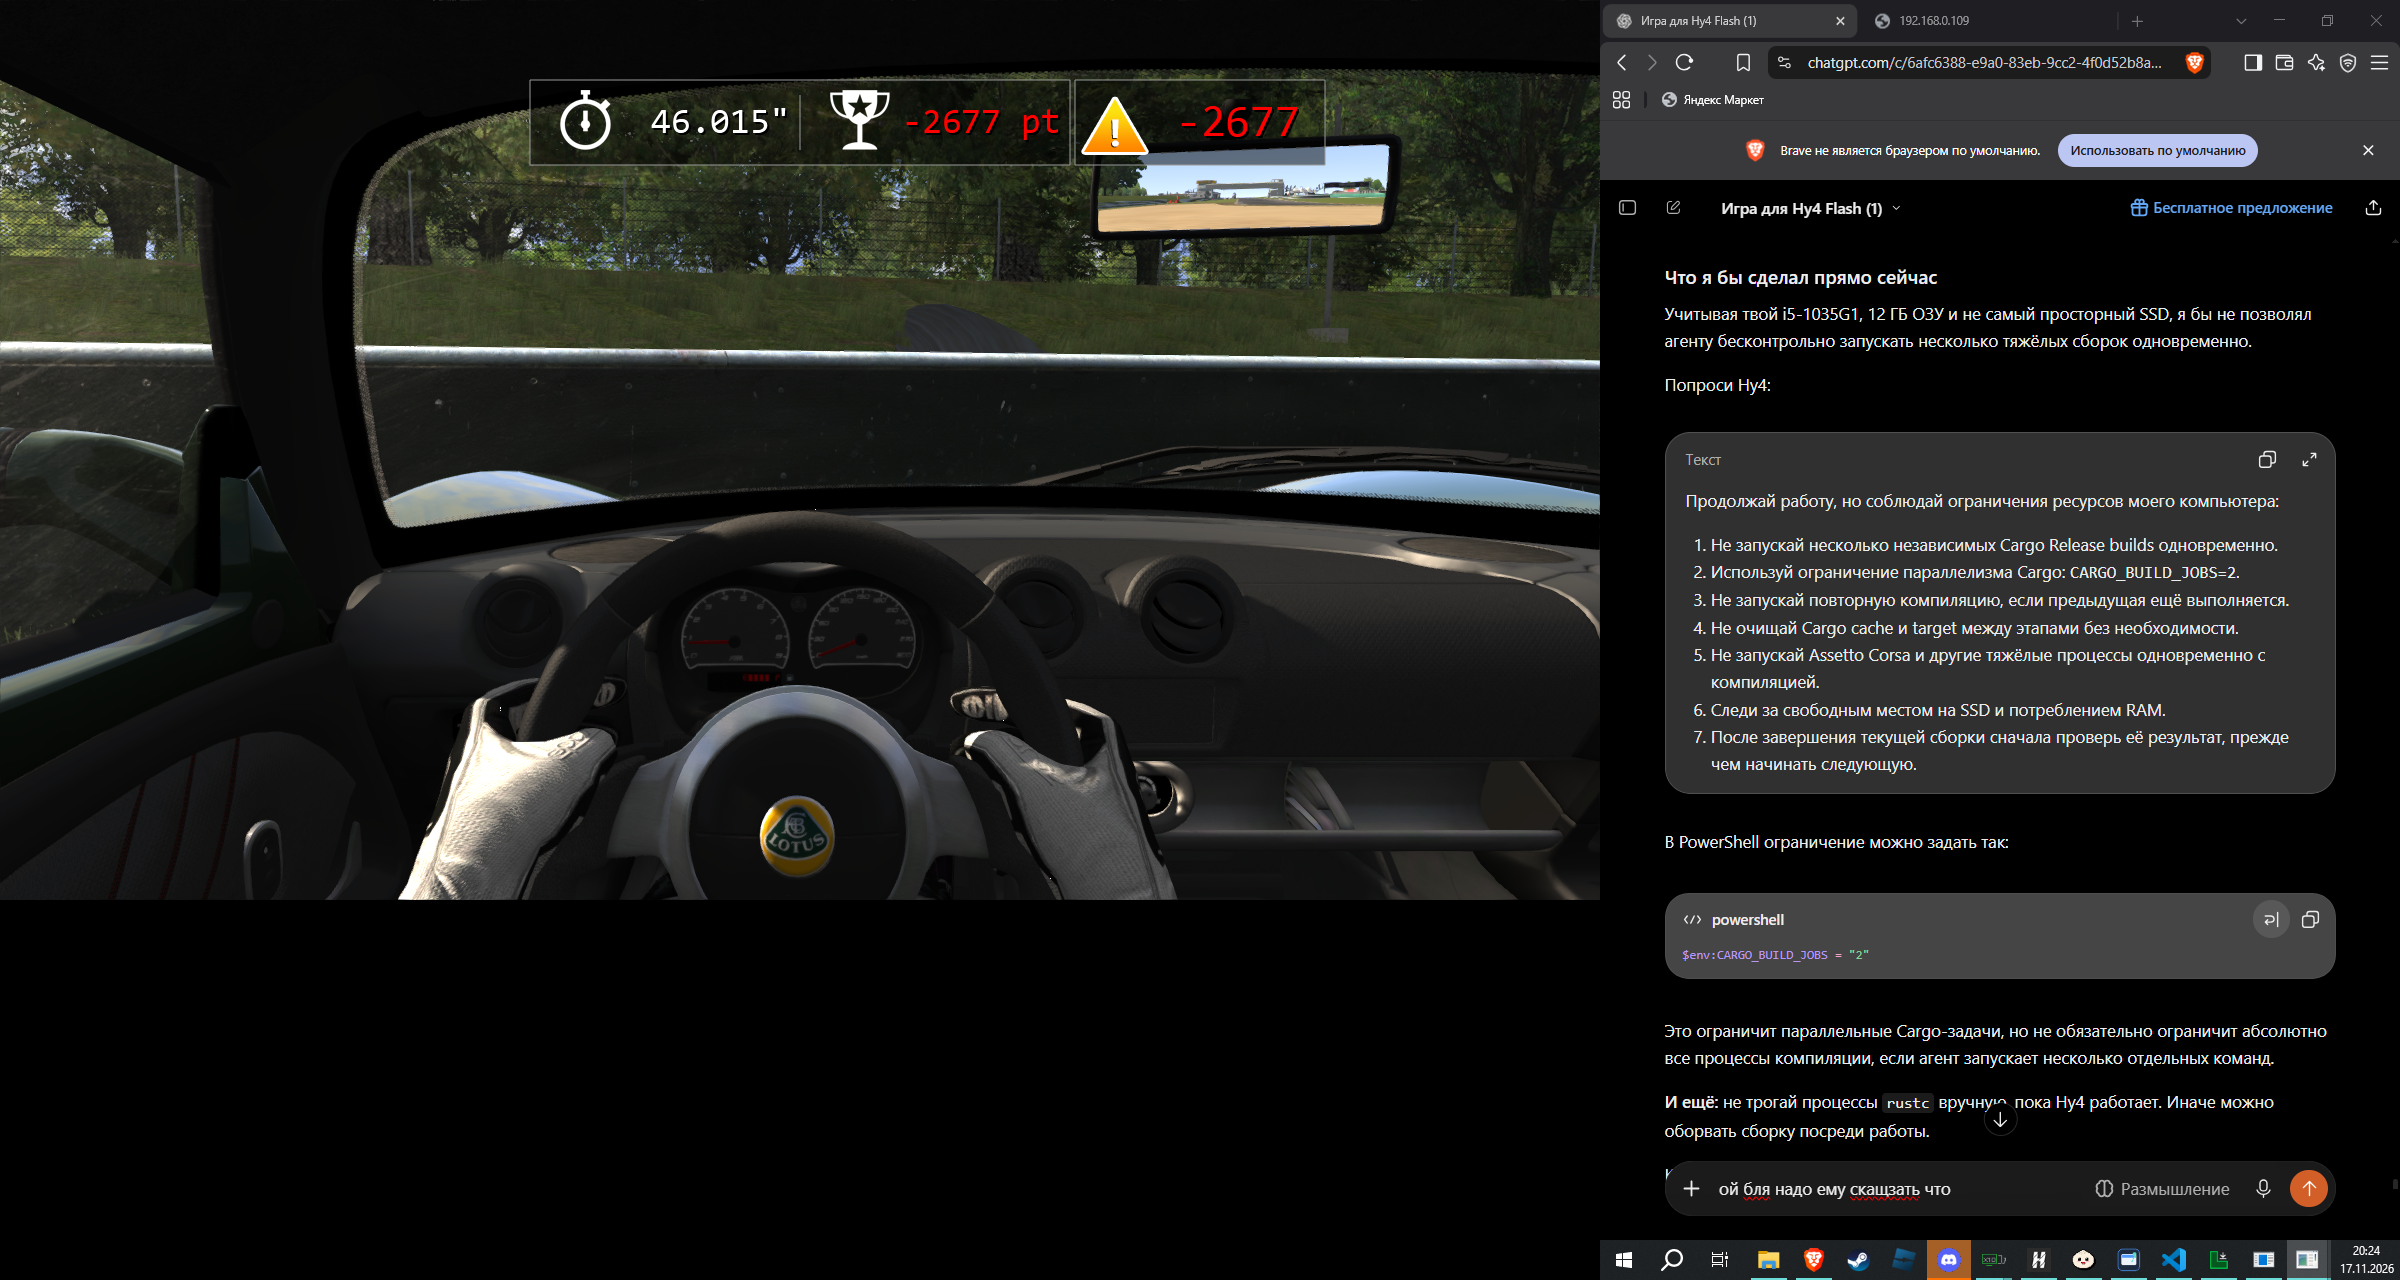 46.015"
-2677 pt
-2677
LOTUS
Игра для Hy4 Flash (1)
192.168.0.109
chatgpt.com/c/6afc6388-e9a0-83eb-9cc2-4f0d52b8a...
Яндекс Маркет
Brave не является браузером по умолчанию.
Использовать по умолчанию
Игра для Hy4 Flash (1)
Бесплатное предложение
Что я бы сделал прямо сейчас
Учитывая твой i5-1035G1, 12 ГБ ОЗУ и не самый просторный SSD, я бы не позволял
агенту бесконтрольно запускать несколько тяжёлых сборок одновременно.
Попроси Hy4:
Текст
Продолжай работу, но соблюдай ограничения ресурсов моего компьютера:
1. Не запускай несколько независимых Cargo Release builds одновременно.
2. Используй ограничение параллелизма Cargo: CARGO_BUILD_JOBS=2.
3. Не запускай повторную компиляцию, если предыдущая ещё выполняется.
4. Не очищай Cargo cache и target между этапами без необходимости.
5. Не запускай Assetto Corsa и другие тяжёлые процессы одновременно с
компиляцией.
6. Следи за свободным местом на SSD и потреблением RAM.
7. После завершения текущей сборки сначала проверь её результат, прежде
чем начинать следующую.
В PowerShell ограничение можно задать так:
powershell
$env:CARGO_BUILD_JOBS = "2"
Это ограничит параллельные Cargo-задачи, но не обязательно ограничит абсолютно
все процессы компиляции, если агент запускает несколько отдельных команд.
И ещё: не трогай процессы rustc вручную, пока Hy4 работает. Иначе можно
оборвать сборку посреди работы.
ой бля надо ему скащзать что
Размышление
20:24
17.11.2026